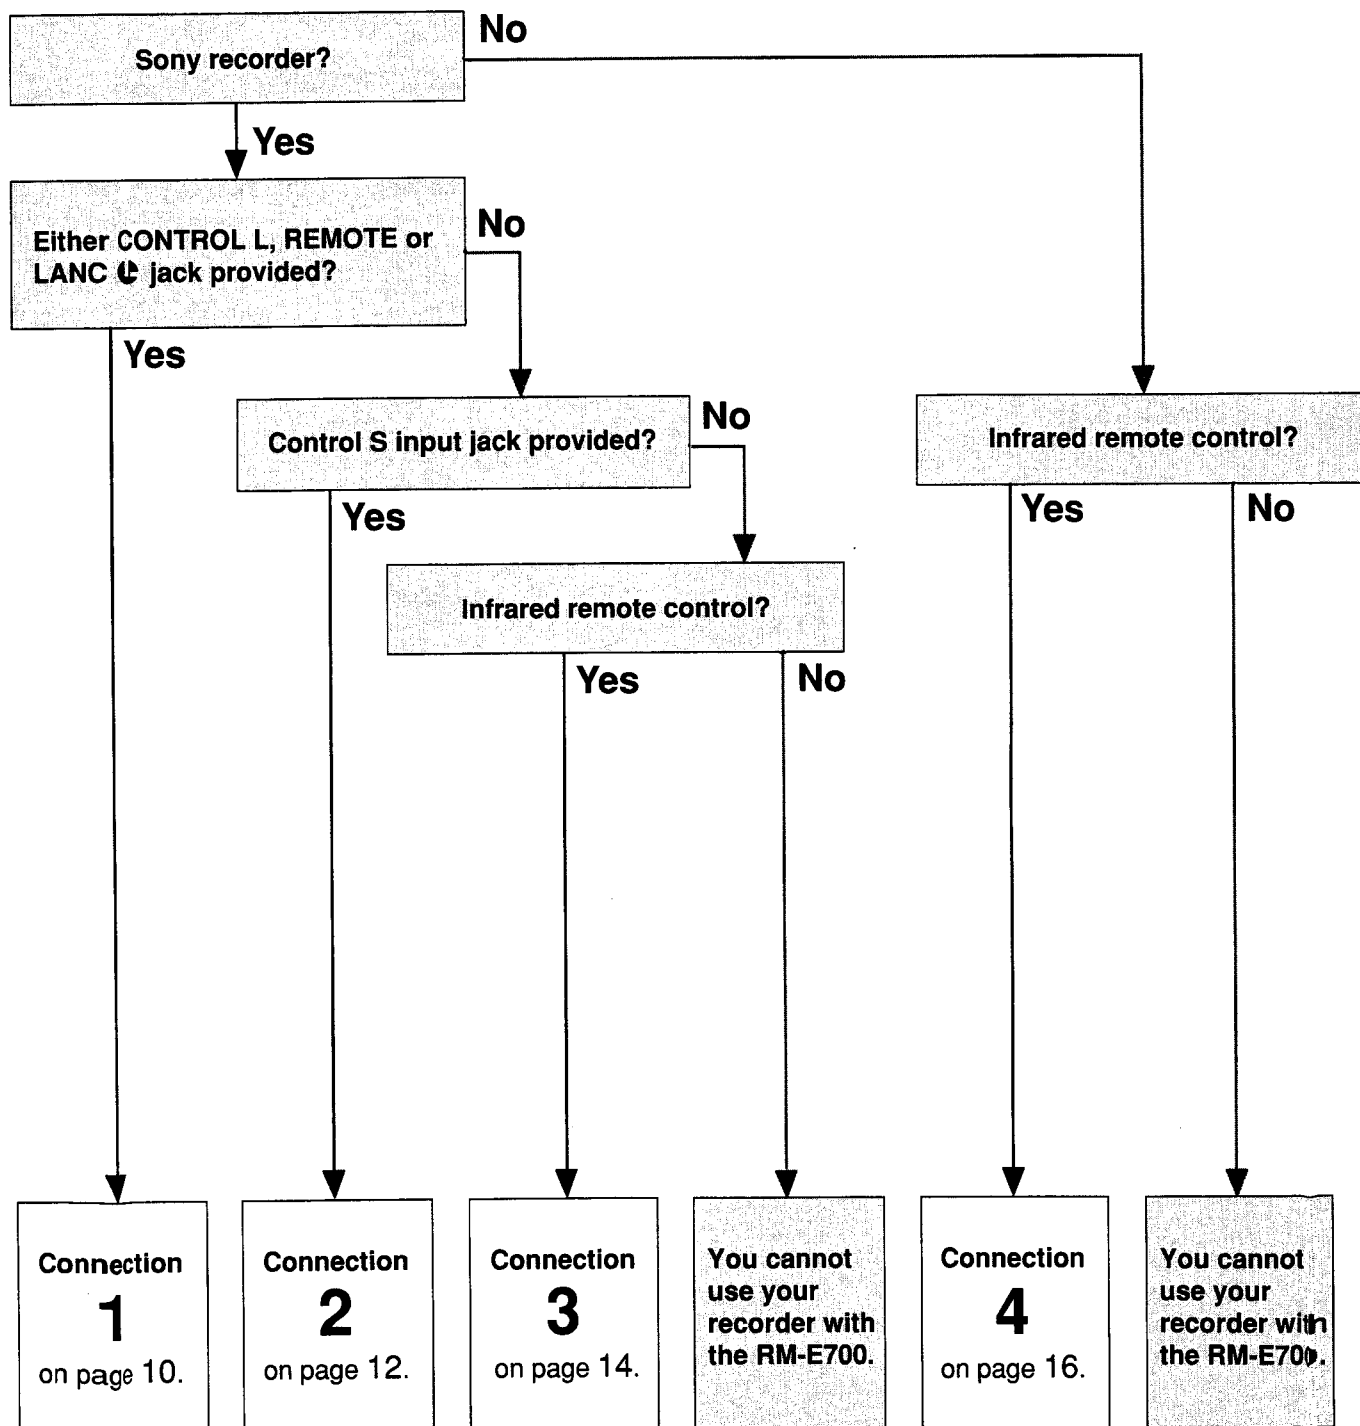 Sony recorder?
No
Yes
Either CONTROL L, REMOTE or
LANC jack provided?
No
Yes
Control S input jack provided?
No
Yes
Infrared remote control?
Yes
No
Infrared remote control?
Yes
No
Connection
1
on page 10.
Connection
2
on page 12.
Connection
3
on page 14.
You cannot
use your
recorder with
the RM-E700.
Connection
4
on page 16.
You cannot
use your
recorder with
the RM-E700.